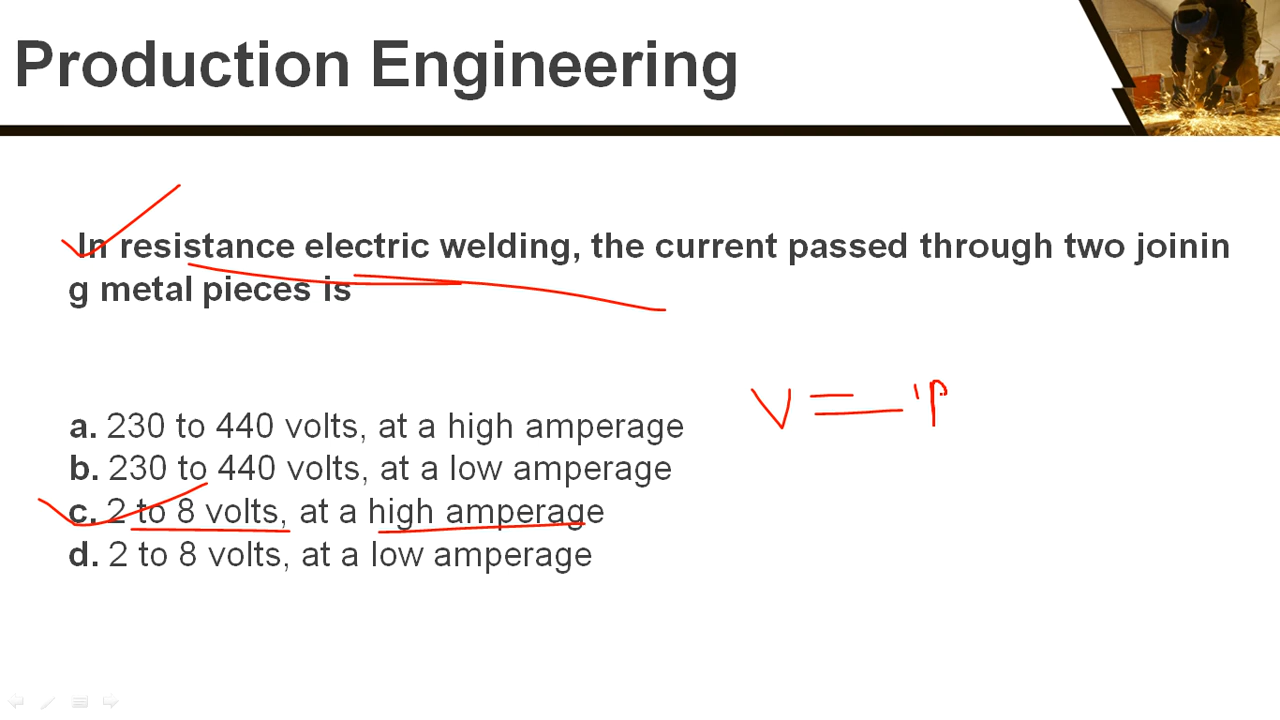 Production Engineering
In resistance electric welding, the current passed through two joinin
g metal pieces is
a. 230 to 440 volts, at a high amperage
V =
b. 230 to 440 volts, at a low amperage
c. 2 to 8 volts, at a high amperage
d. 2 to 8 volts, at a low amperage